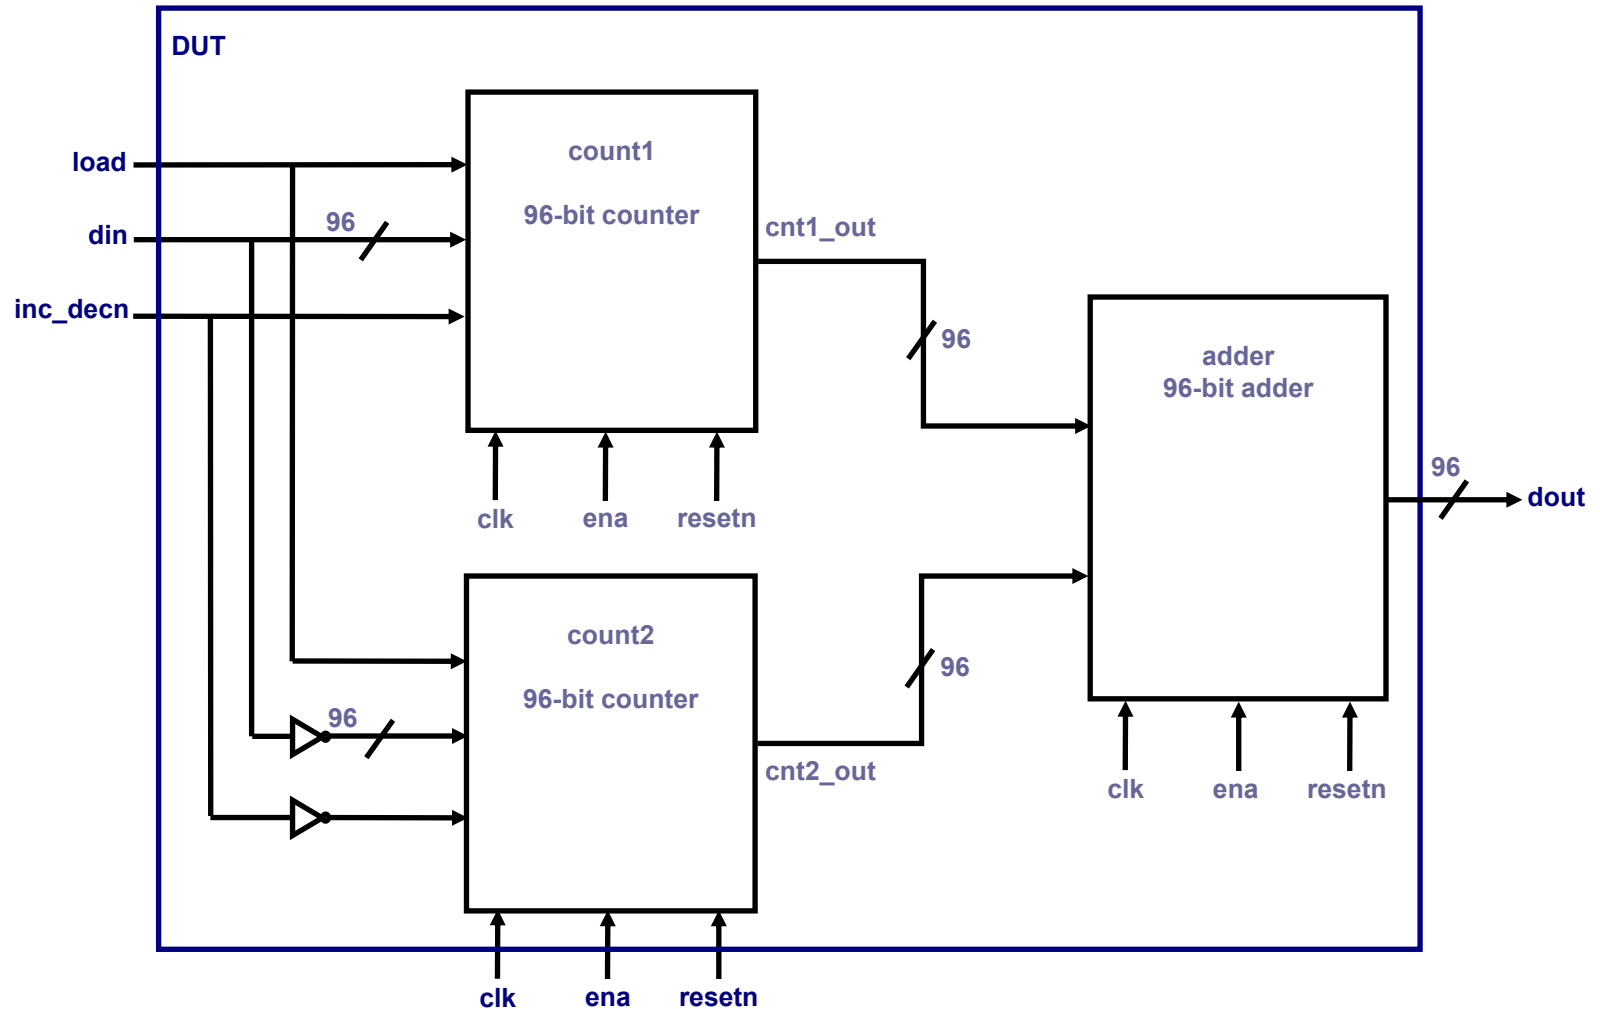 DUT
load
din
inc_decn
96
count1
96-bit counter
cnt1_out
clk
ena
resetn
96
adder
96-bit adder
96
dout
count2
96-bit counter
96
cnt2_out
96
clk
ena
resetn
clk
ena
resetn